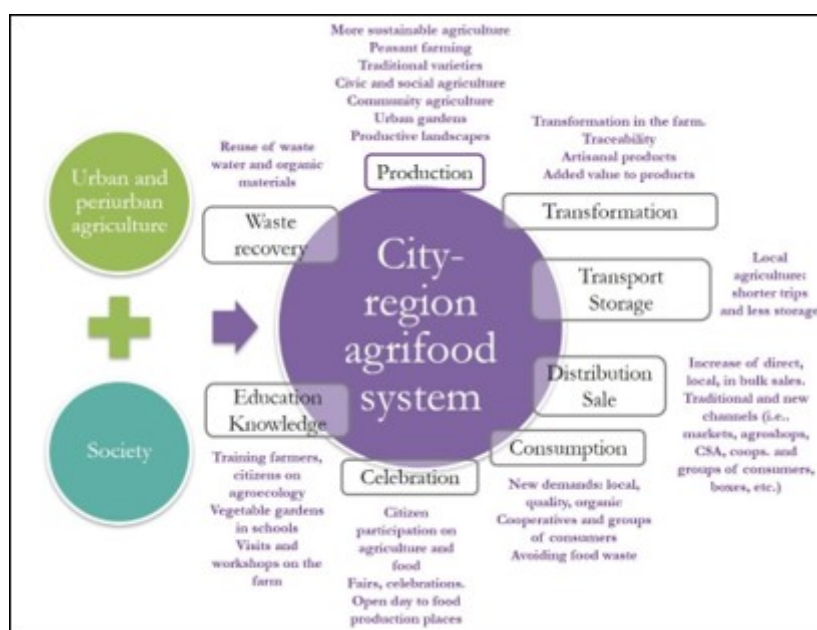 More sustainable agriculture
Peasant farming
Traditional varieties
Civic and social agriculture
Community agriculture
Urban gardens
Productive landscapes
Production
Transformation in the farm.
Traceability
Artisanal products
Added value to products
Transformation
Local
agriculture:
shorter trips
and less storage
Transport
Storage
Increase of direct,
local, in bulk sales.
Traditional and new
channels (i.e..
markets, agroshops,
CSA, coops. and
groups of consumers,
boxes, etc.)
Distribution
Sale
Consumption
New demands: local,
quality, organic
Cooperatives and groups
of consumers
Avoiding food waste
Celebration
Citizen
participation on
agriculture and
food
Fairs, celebrations.
Open day to food
production places
Education
Knowledge
Training farmers,
citizens on
agroecology
Vegetable gardens
in schools
Visits and
workshops on the
farm
Reuse of waste
water and organic
materials
Waste
recovery
City-
region
agrifood
system
Urban and
periurban
agriculture
Society